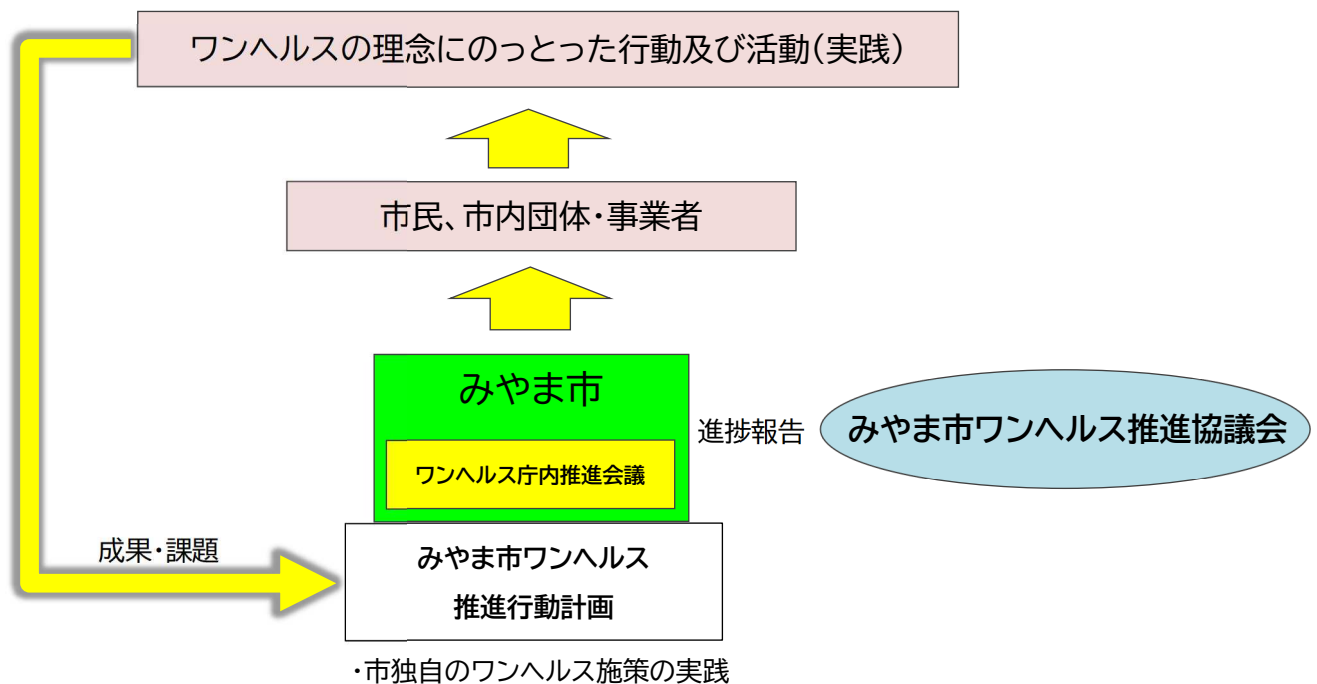 ワンヘルスの理念にのっとった行動及び活動(実践)
市民、市内団体・事業者
みやま市
進捗報告
みやま市ワンヘルス推進協議会
ワンヘルス庁内推進会議
成果・課題
みやま市ワンヘルス
推進行動計画
・市独自のワンヘルス施策の実践